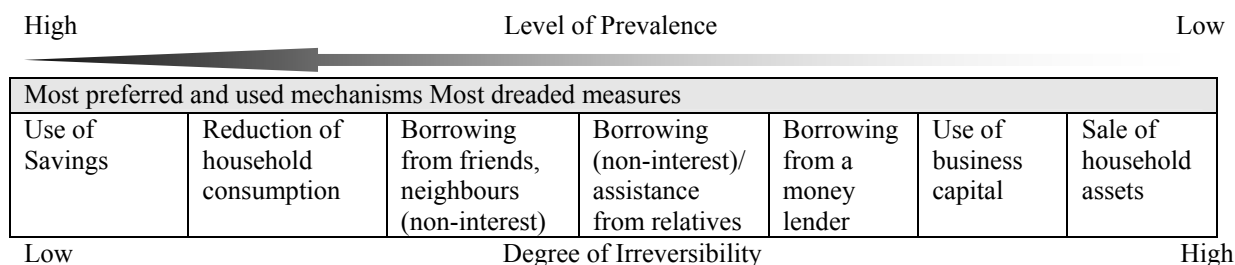 High Level of Prevalence Low
Most preferred and used mechanisms Most dreaded measures
Use of Savings
Reduction of household consumption
Borrowing from friends, neighbours (non-interest)
Borrowing (non-interest)/ assistance from relatives
Borrowing from a money lender
Use of business capital
Sale of household assets
Low Degree of Irreversibility High